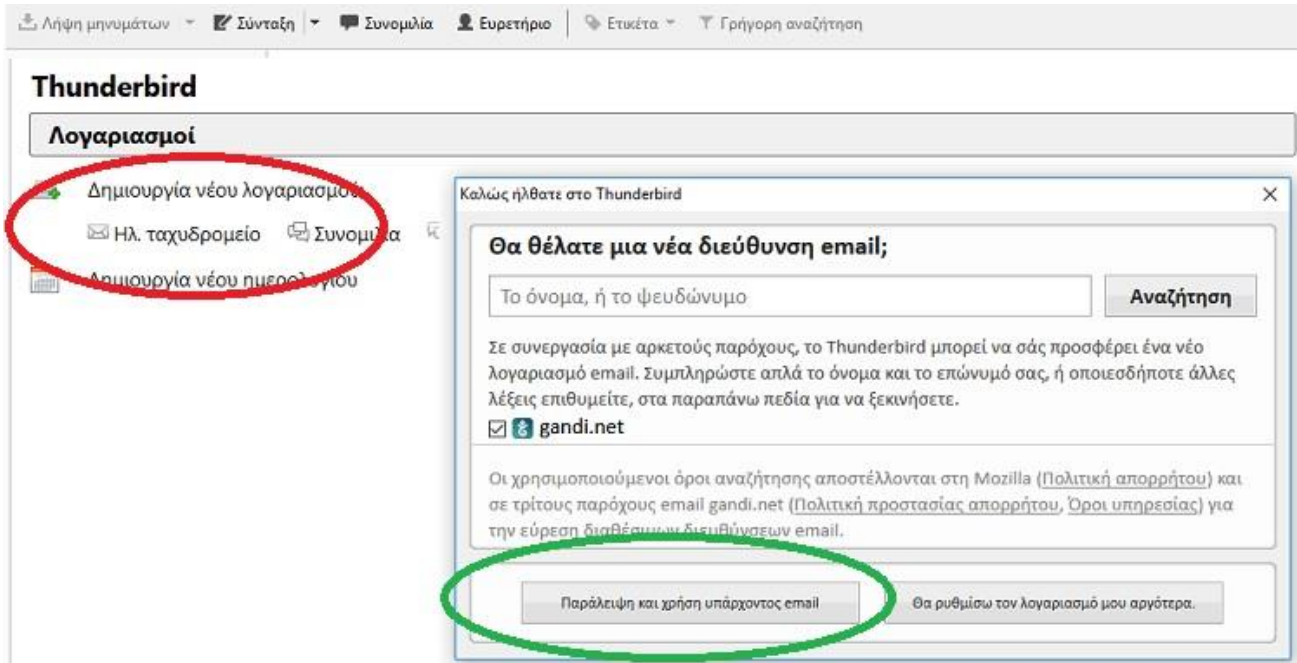 Λήψη μηνυμάτων Σύνταξη Συνομιλία Ευρετήριο Ετικέτα Γρήγορη αναζήτηση
Thunderbird
Λογαριασμοί
Δημιουργία νέου λογαριασμού:
Ηλ. ταχυδρομείο Συνομιλία
Δημιουργία νέου ημερολογίου
Καλώς ήλθατε στο Thunderbird
Θα θέλατε μια νέα διεύθυνση email;
Το όνομα, ή το ψευδώνυμο Αναζήτηση
Σε συνεργασία με αρκετούς παρόχους, το Thunderbird μπορεί να σάς προσφέρει ένα νέο
λογαριασμό email. Συμπληρώστε απλά το όνομα και το επώνυμό σας, ή οποιεσδήποτε άλλες
λέξεις επιθυμείτε, στα παραπάνω πεδία για να ξεκινήσετε.
gandi.net
Οι χρησιμοποιούμενοι όροι αναζήτησης αποστέλλονται στη Mozilla (Πολιτική απορρήτου) και
σε τρίτους παρόχους email gandi.net (Πολιτική προστασίας απορρήτου, Όροι υπηρεσίας) για
την εύρεση διαθέσιμων διευθύνσεων email.
Παράλειψη και χρήση υπάρχοντος email Θα ρυθμίσω τον λογαριασμό μου αργότερα.